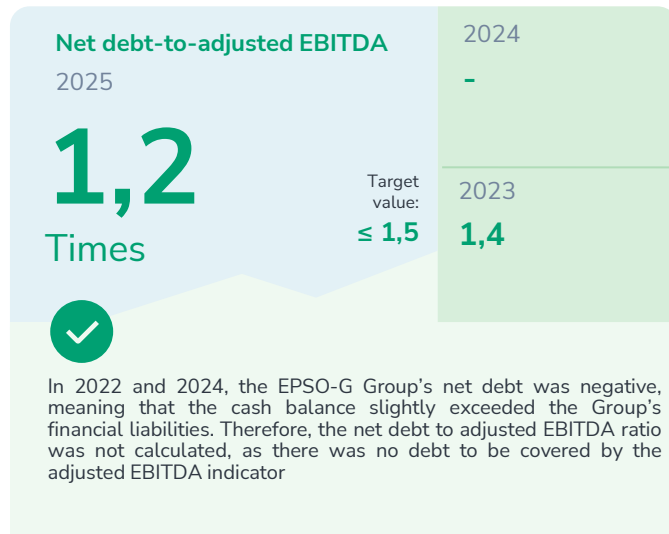 Net debt-to-adjusted EBITDA
2025
1,2
Times
Target
value:
≤ 1,5
2024
-
2023
1,4
In 2022 and 2024, the EPSO-G Group’s net debt was negative,
meaning that the cash balance slightly exceeded the Group’s
financial liabilities. Therefore, the net debt to adjusted EBITDA ratio
was not calculated, as there was no debt to be covered by the
adjusted EBITDA indicator